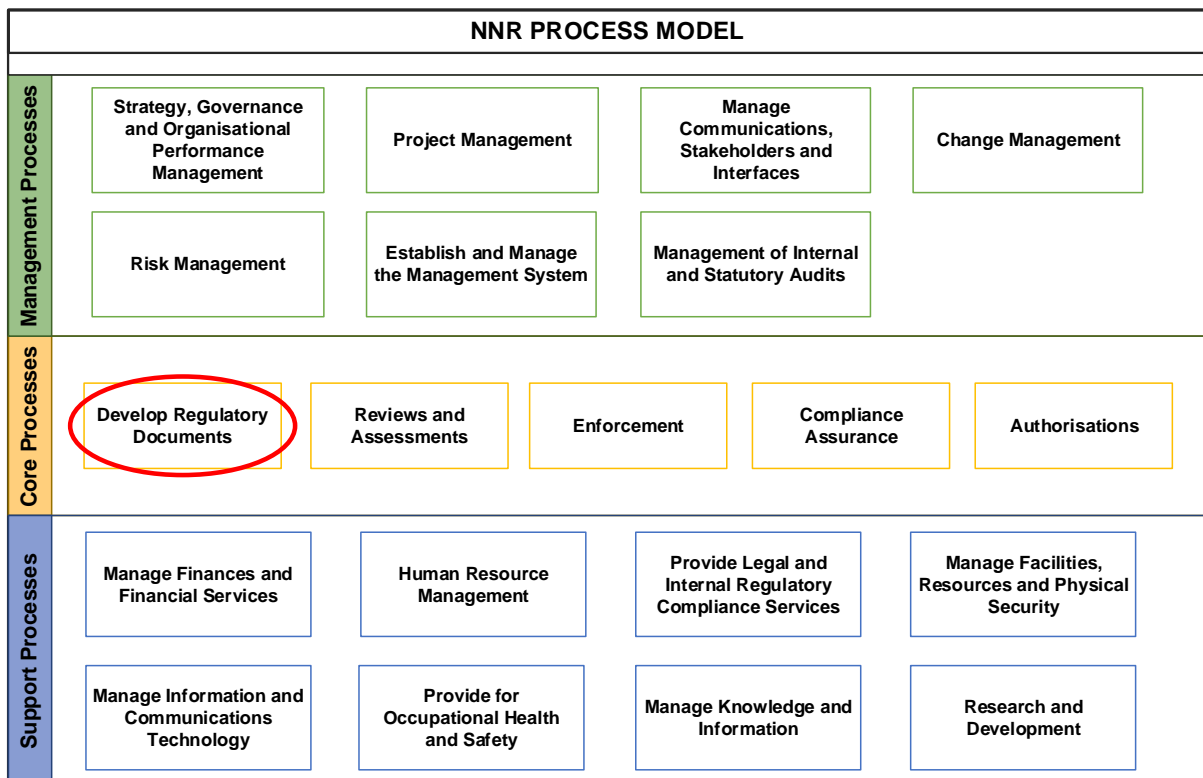 NNR PROCESS MODEL
Management Processes
Strategy, Governance
and Organisational
Performance
Management
Project Management
Manage
Communications,
Stakeholders and
Interfaces
Change Management
Risk Management
Establish and Manage
the Management System
Management of Internal
and Statutory Audits
Core Processes
Develop Regulatory
Documents
Reviews and
Assessments
Enforcement
Compliance
Assurance
Authorisations
Support Processes
Manage Finances and
Financial Services
Human Resource
Management
Provide Legal and
Internal Regulatory
Compliance Services
Manage Facilities,
Resources and Physical
Security
Manage Information and
Communications
Technology
Provide for
Occupational Health
and Safety
Manage Knowledge and
Information
Research and
Development